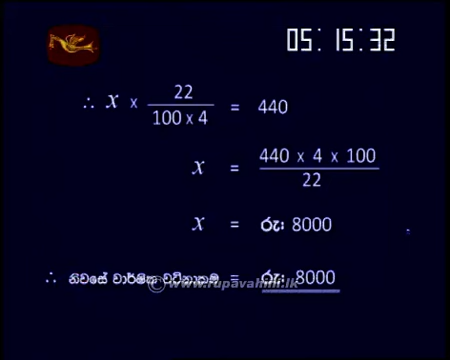 05:15:32
∴ x × 22 / 100 x 4 = 440
x = 440 x 4 x 100 / 22
x = රු: 8000
∴ නිවසේ වාර්ෂික වටිනාකම = රු: 8000
© www.rupavahini.lk